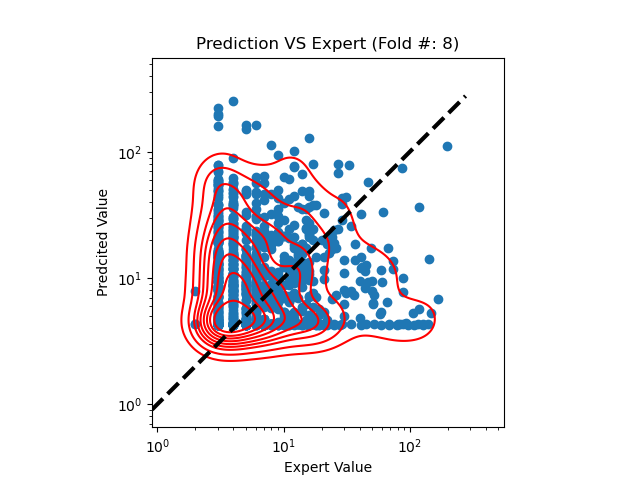 Prediction VS Expert (Fold #: 8)
Predcited Value
10²
10¹
10⁰
10⁰ 10¹ 10²
Expert Value